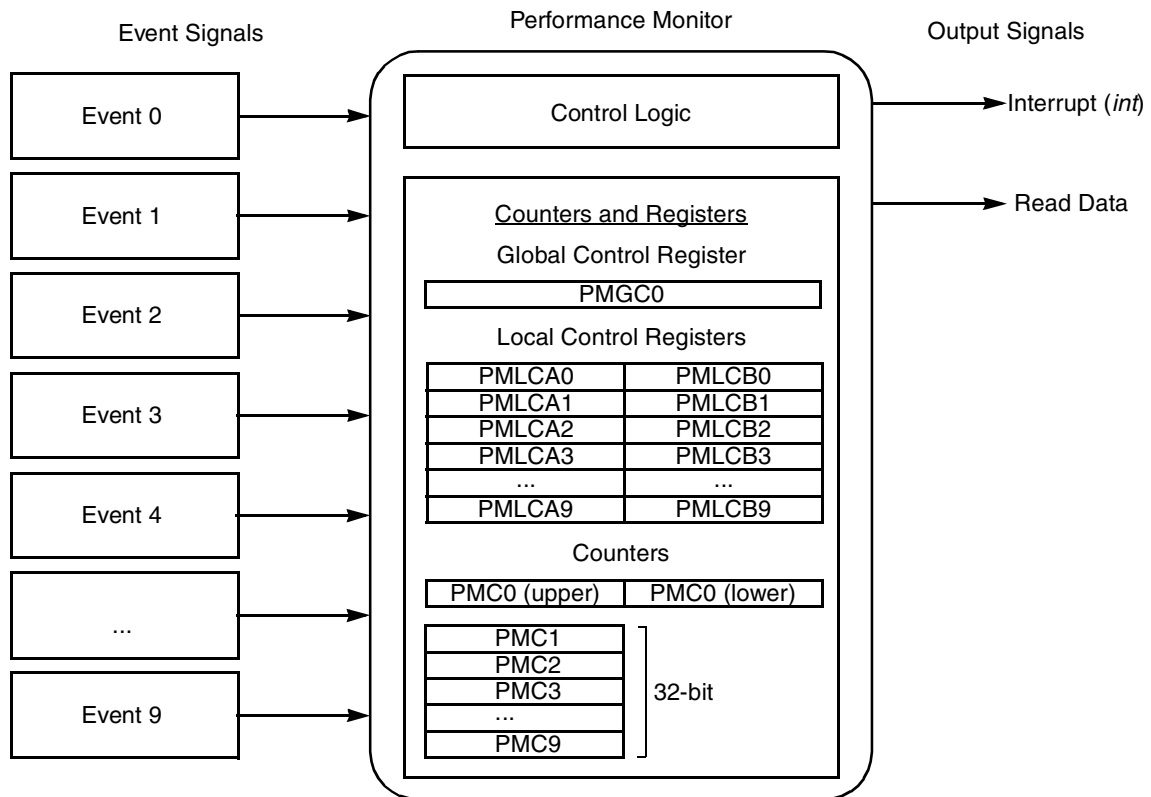 Event Signals
Performance Monitor
Output Signals
Event 0
Event 1
Event 2
Event 3
Event 4
...
Event 9
Control Logic
Counters and Registers
Global Control Register
PMGC0
Local Control Registers
PMLCA0 PMLCB0
PMLCA1 PMLCB1
PMLCA2 PMLCB2
PMLCA3 PMLCB3
... ...
PMLCA9 PMLCB9
Counters
PMC0 (upper) PMC0 (lower)
PMC1
PMC2
PMC3
...
PMC9
32-bit
Interrupt (int)
Read Data